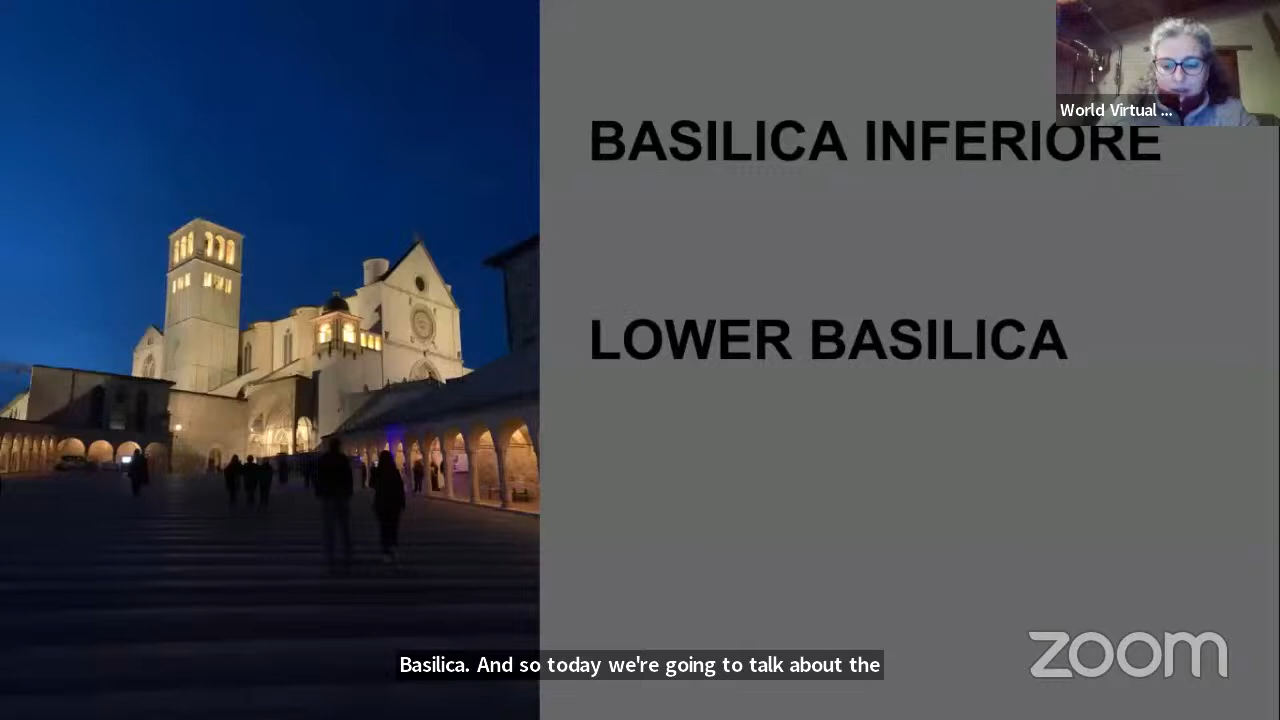 World Virtual ...
BASILICA INFERIORE
LOWER BASILICA
Basilica. And so today we're going to talk about the
zoom